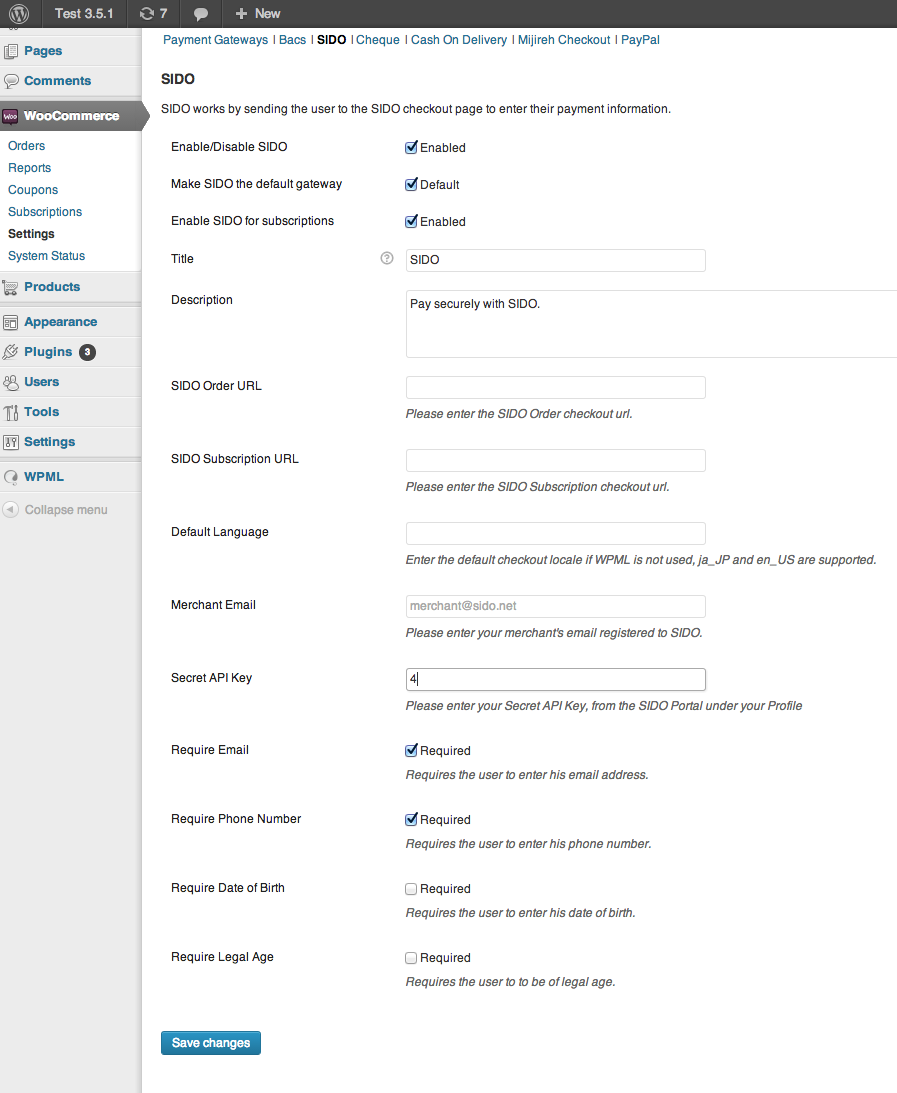 Test 3.5.1 7 New
Payment Gateways | Bacs | SIDO | Cheque | Cash On Delivery | Mijireh Checkout | PayPal
Pages
Comments
Woo WooCommerce
Orders
Reports
Coupons
Subscriptions
Settings
System Status
Products
Appearance
Plugins 3
Users
Tools
Settings
WPML
Collapse menu
SIDO
SIDO works by sending the user to the SIDO checkout page to enter their payment information.
Enable/Disable SIDO Enabled
Make SIDO the default gateway Default
Enable SIDO for subscriptions Enabled
Title ? SIDO
Description Pay securely with SIDO.
SIDO Order URL
Please enter the SIDO Order checkout url.
SIDO Subscription URL
Please enter the SIDO Subscription checkout url.
Default Language
Enter the default checkout locale if WPML is not used, ja_JP and en_US are supported.
Merchant Email merchant@sido.net
Please enter your merchant's email registered to SIDO.
Secret API Key 4
Please enter your Secret API Key, from the SIDO Portal under your Profile
Require Email Required
Requires the user to enter his email address.
Require Phone Number Required
Requires the user to enter his phone number.
Require Date of Birth Required
Requires the user to enter his date of birth.
Require Legal Age Required
Requires the user to to be of legal age.
Save changes